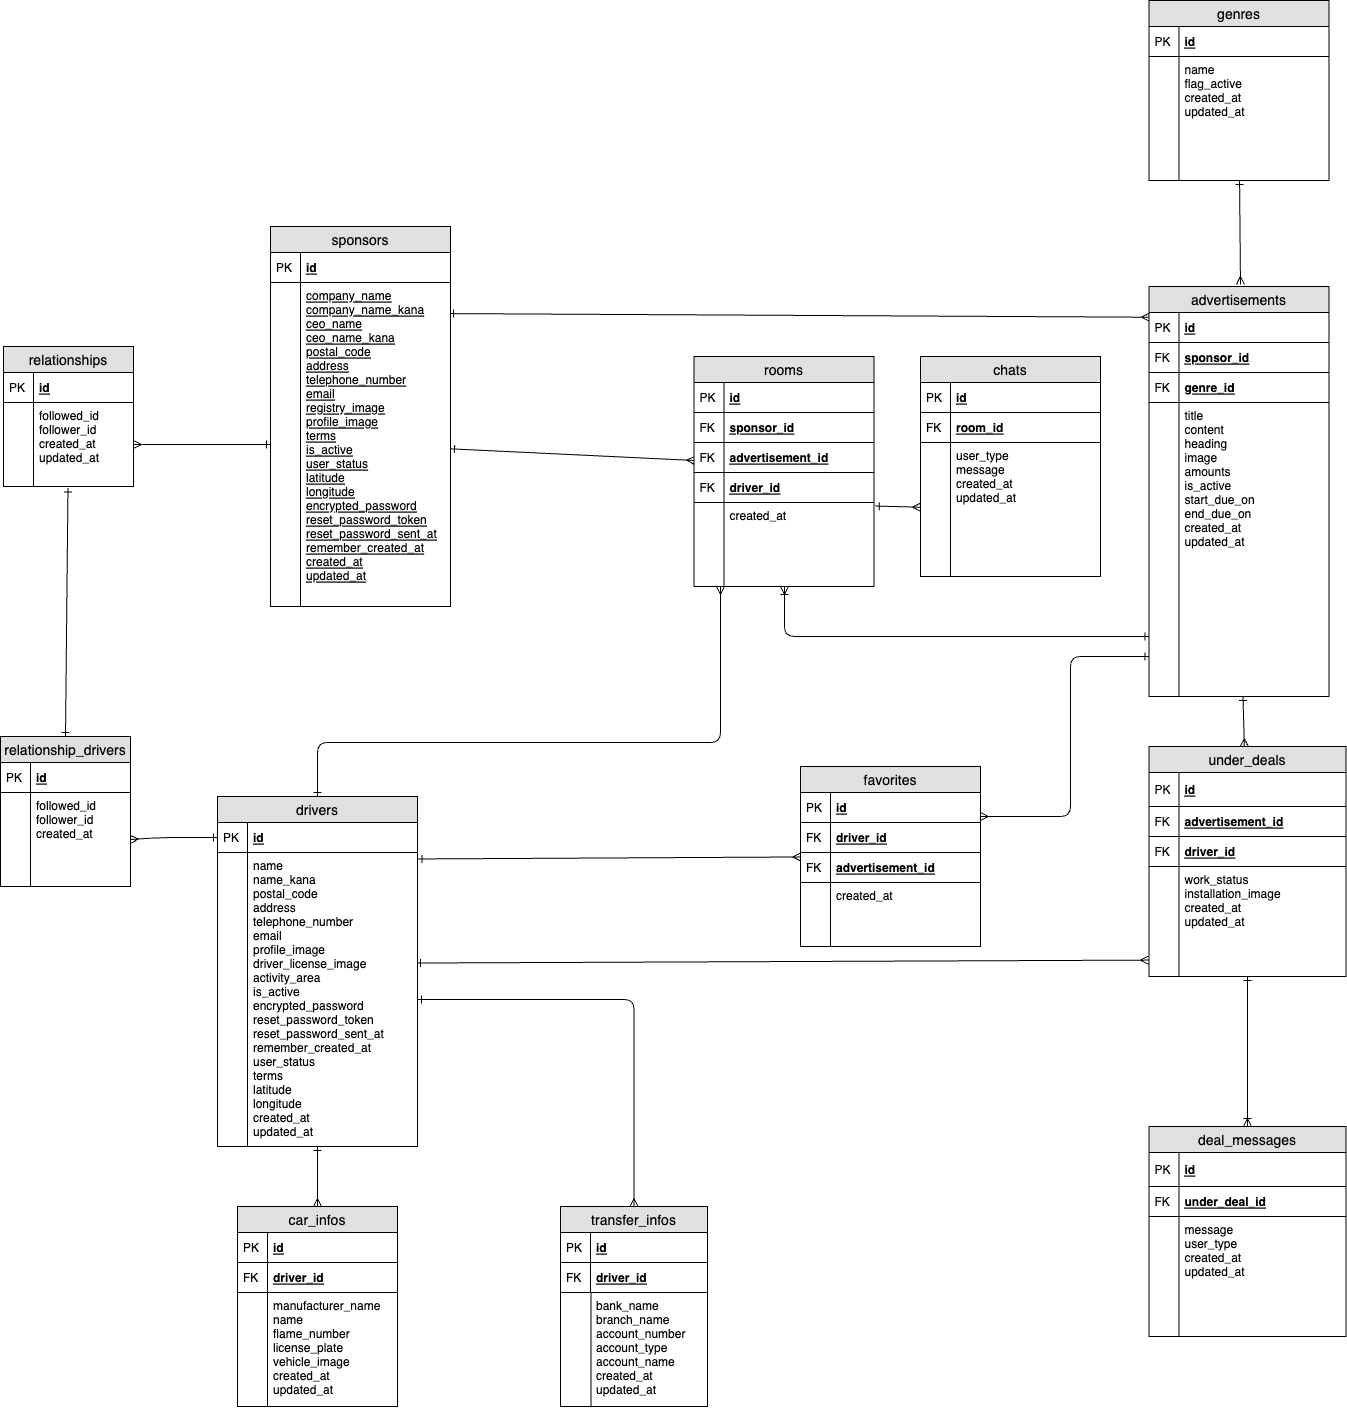 genres
PK id
name
flag_active
created_at
updated_at
sponsors
PK id
company_name
company_name_kana
ceo_name
ceo_name_kana
postal_code
address
telephone_number
email
registry_image
profile_image
terms
is_active
user_status
latitude
longitude
encrypted_password
reset_password_token
reset_password_sent_at
remember_created_at
created_at
updated_at
advertisements
PK id
FK sponsor_id
FK genre_id
title
content
heading
image
amounts
is_active
start_due_on
end_due_on
created_at
updated_at
relationships
PK id
followed_id
follower_id
created_at
updated_at
rooms
PK id
FK sponsor_id
FK advertisement_id
FK driver_id
created_at
chats
PK id
FK room_id
user_type
message
created_at
updated_at
relationship_drivers
PK id
followed_id
follower_id
created_at
drivers
PK id
name
name_kana
postal_code
address
telephone_number
email
profile_image
driver_license_image
activity_area
is_active
encrypted_password
reset_password_token
reset_password_sent_at
remember_created_at
user_status
terms
latitude
longitude
created_at
updated_at
favorites
PK id
FK driver_id
FK advertisement_id
created_at
under_deals
PK id
FK advertisement_id
FK driver_id
work_status
installation_image
created_at
updated_at
deal_messages
PK id
FK under_deal_id
message
user_type
created_at
updated_at
car_infos
PK id
FK driver_id
manufacturer_name
name
flame_number
license_plate
vehicle_image
created_at
updated_at
transfer_infos
PK id
FK driver_id
bank_name
branch_name
account_number
account_type
account_name
created_at
updated_at